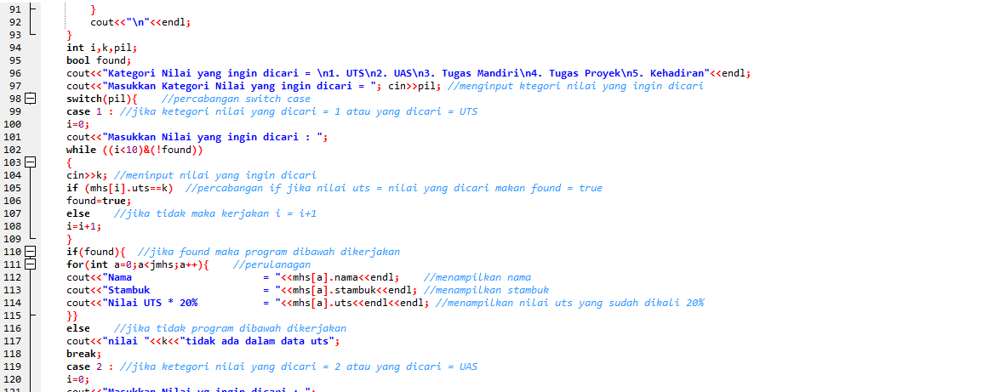 91 }
92 cout<<"\n"<<endl;
93 }
94 int i,k,pil;
95 bool found;
96 cout<<"Kategori Nilai yang ingin dicari = \n1. UTS\n2. UAS\n3. Tugas Mandiri\n4. Tugas Proyek\n5. Kehadiran"<<endl;
97 cout<<"Masukkan Kategori Nilai yang ingin dicari = "; cin>>pil; //menginput ktegori nilai yang ingin dicari
98 switch(pil){ //percabangan switch case
99 case 1 : //jika ketegori nilai yang dicari = 1 atau yang dicari = UTS
100 i=0;
101 cout<<"Masukkan Nilai yang ingin dicari : ";
102 while ((i<10)&(!found))
103 {
104 cin>>k; //meninput nilai yang ingin dicari
105 if (mhs[i].uts==k) //percabangan if jika nilai uts = nilai yang dicari makan found = true
106 found=true;
107 else //jika tidak maka kerjakan i = i+1
108 i=i+1;
109 }
110 if(found){ //jika found maka program dibawah dikerjakan
111 for(int a=0;a<jmhs;a++){ //perulanagan
112 cout<<"Nama = "<<mhs[a].nama<<endl; //menampilkan nama
113 cout<<"Stambuk = "<<mhs[a].stambuk<<endl; //menampilkan stambuk
114 cout<<"Nilai UTS * 20% = "<<mhs[a].uts<<endl<<endl; //menampilkan nilai uts yang sudah dikali 20%
115 }}
116 else //jika tidak program dibawah dikerjakan
117 cout<<"nilai "<<k<<"tidak ada dalam data uts";
118 break;
119 case 2 : //jika ketegori nilai yang dicari = 2 atau yang dicari = UAS
120 i=0;
121 cout<<"Masukkan Nilai yg ingin dicari : ";